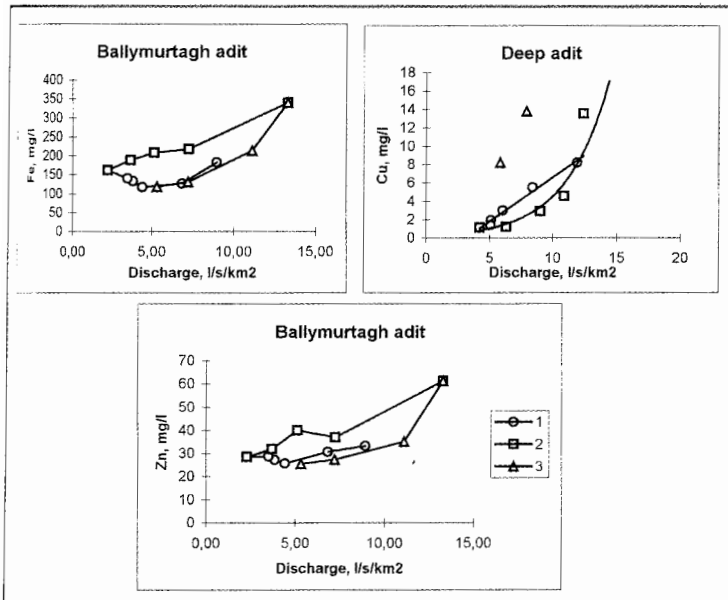 Ballymurtagh adit
400
350
300
250
200
150
100
50
0
Fe, mg/l
0,00 5,00 10,00 15,00
Discharge, l/s/km2
Deep adit
18
16
14
12
10
8
6
4
2
0
Cu, mg/l
0 5 10 15 20
Discharge, l/s/km2
Ballymurtagh adit
70
60
50
40
30
20
10
0
Zn, mg/l
0,00 5,00 10,00 15,00
Discharge, l/s/km2
1
2
3